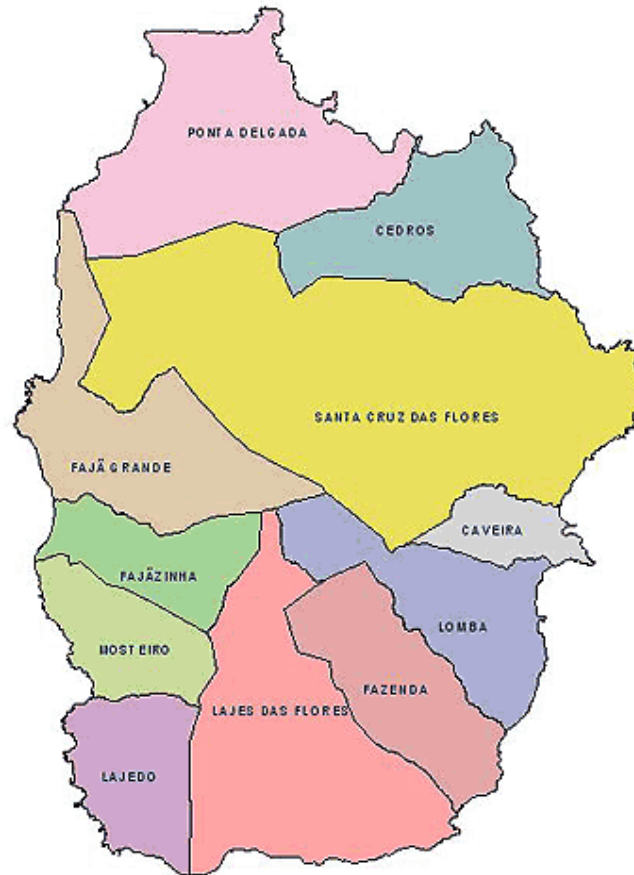 PONTA DELGADA
CEDROS
SANTA CRUZ DAS FLORES
FAJÃ GRANDE
CAVEIRA
FAJÃZINHA
LOMBA
MOSTEIRO
FAZENDA
LAJES DAS FLORES
LAJEDO